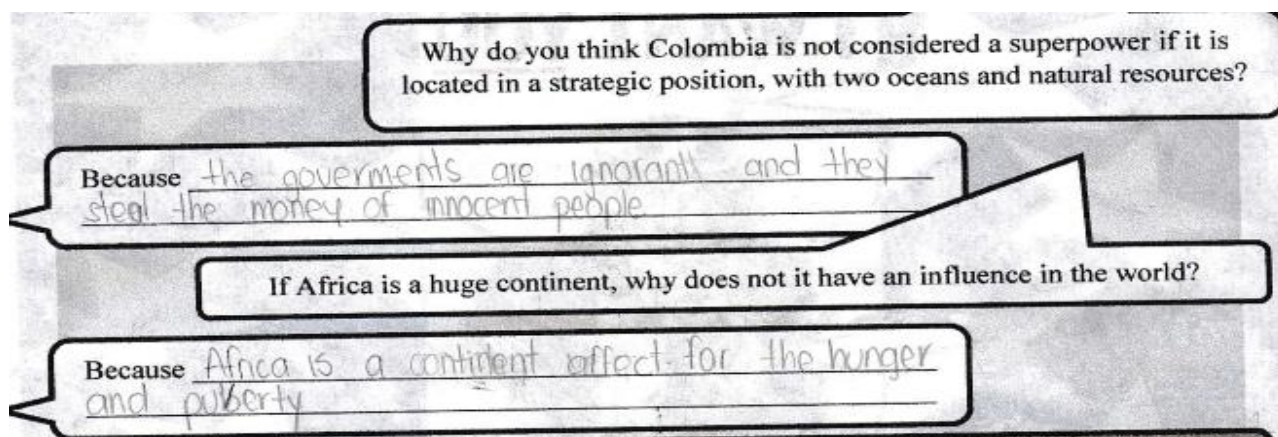 Why do you think Colombia is not considered a superpower if it is
located in a strategic position, with two oceans and natural resources?
Because the goverments are ignorant and they
steal the money of innocent people
If Africa is a huge continent, why does not it have an influence in the world?
Because Africa is a continent affect for the hunger
and puberty